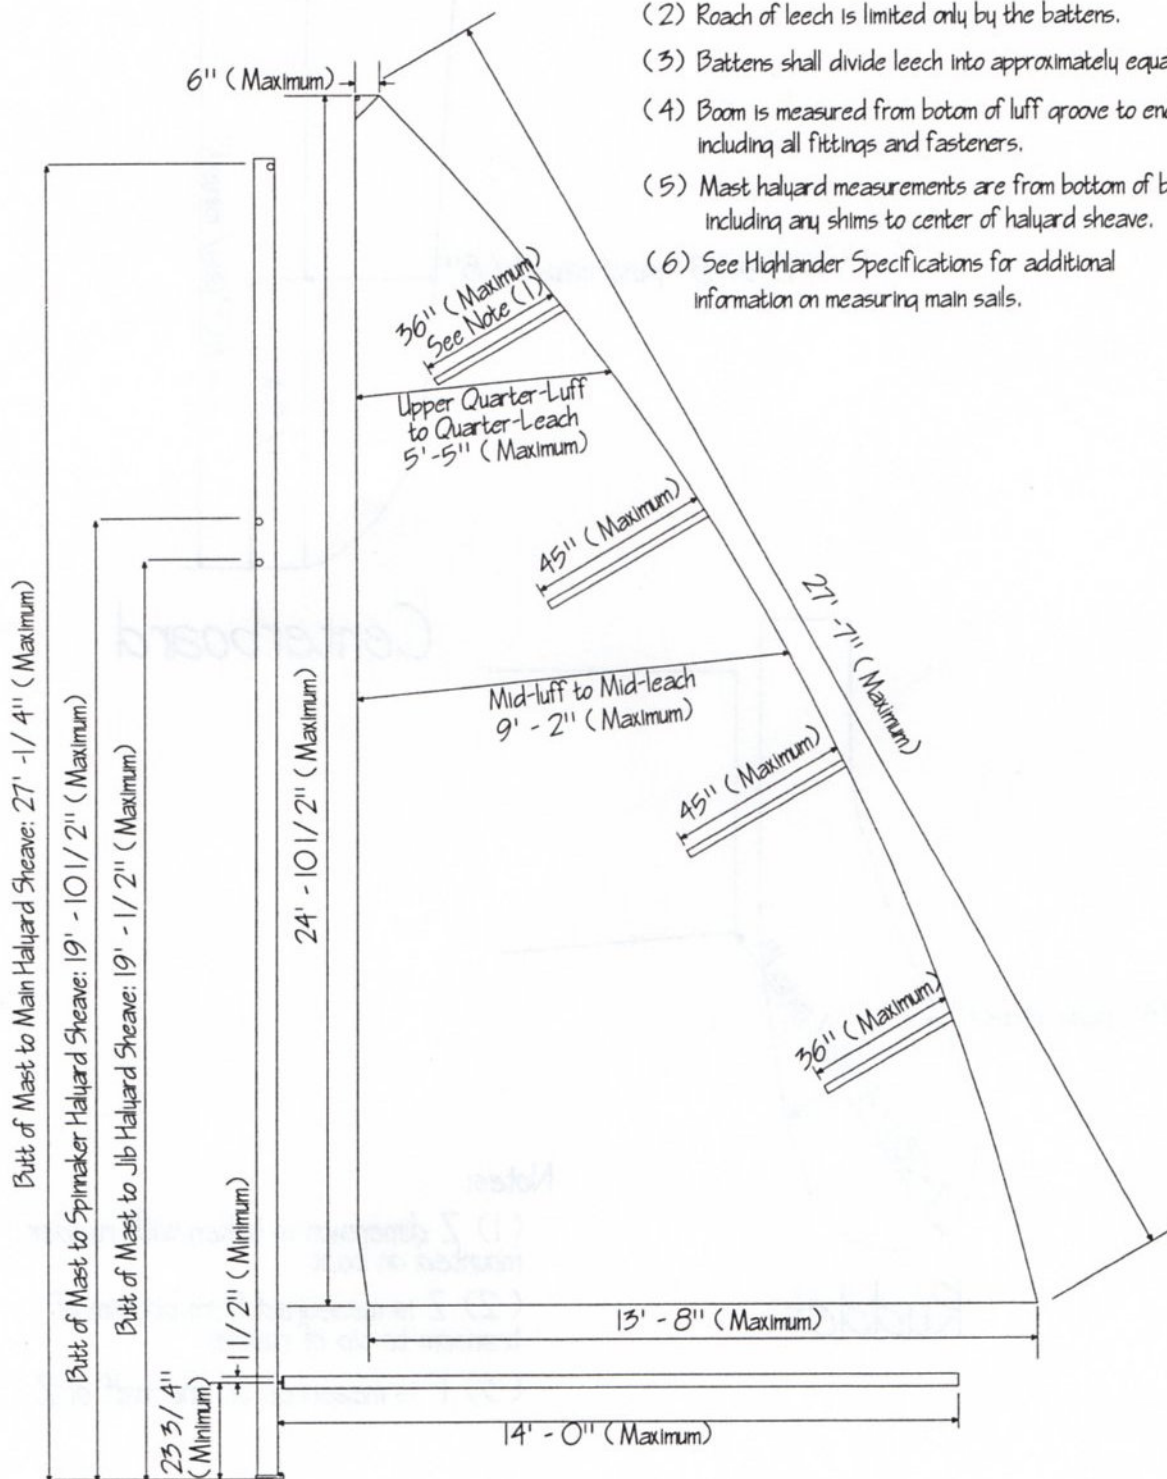 (2) Roach of leech is limited only by the battens.
(3) Battens shall divide leech into approximately equa
(4) Boom is measured from botom of luff groove to en
including all fittings and fasteners.
(5) Mast halyard measurements are from bottom of b
including any shims to center of halyard sheave.
(6) See Highlander Specifications for additional
information on measuring main sails.
6" (Maximum)
36" (Maximum)
See Note (1)
Upper Quarter-Luff
to Quarter-Leach
5'-5" (Maximum)
45" (Maximum)
27' -7" (Maximum)
Mid-luff to Mid-leach
9' - 2" (Maximum)
45" (Maximum)
36" (Maximum)
24' - 10 1/2" (Maximum)
Butt of Mast to Main Halyard Sheave: 27' -1/4" (Maximum)
Butt of Mast to Spinnaker Halyard Sheave: 19' - 10 1/2" (Maximum)
Butt of Mast to Jib Halyard Sheave: 19' - 1/2" (Maximum)
1 1/2" (Minimum)
23 3/4"
(Minimum)
13' - 8" (Maximum)
14' - 0" (Maximum)
Centerboard
Notes: